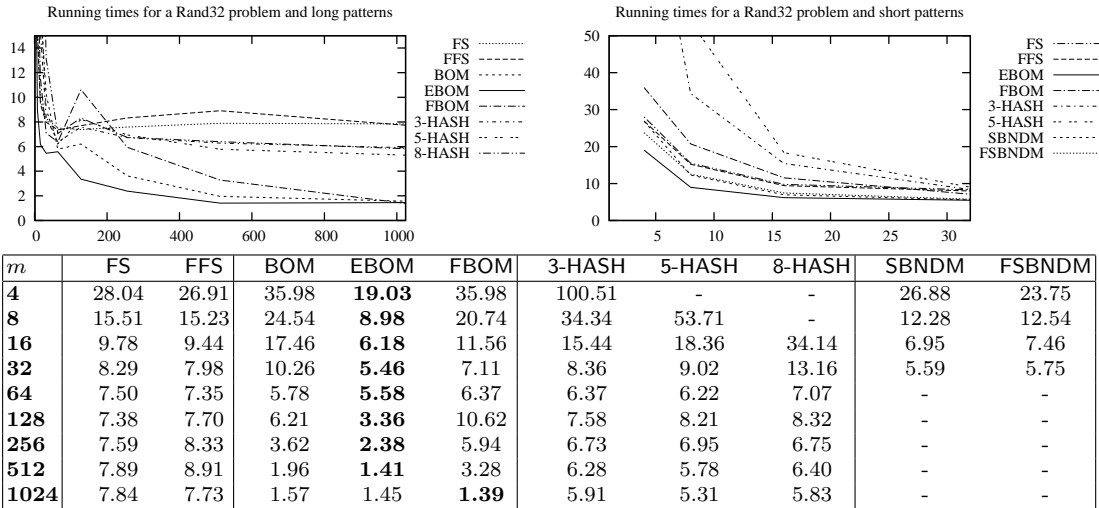 Running times for a Rand32 problem and long patterns
14
12
10
8
6
4
2
0
0 200 400 600 800 1000
FS
FFS
BOM
EBOM
FBOM
3-HASH
5-HASH
8-HASH
Running times for a Rand32 problem and short patterns
50
40
30
20
10
0
5 10 15 20 25 30
FS
FFS
EBOM
FBOM
3-HASH
5-HASH
SBNDM
FSBNDM
m FS FFS BOM EBOM FBOM 3-HASH 5-HASH 8-HASH SBNDM FSBNDM
4 28.04 26.91 35.98 19.03 35.98 100.51 - - 26.88 23.75
8 15.51 15.23 24.54 8.98 20.74 34.34 53.71 - 12.28 12.54
16 9.78 9.44 17.46 6.18 11.56 15.44 18.36 34.14 6.95 7.46
32 8.29 7.98 10.26 5.46 7.11 8.36 9.02 13.16 5.59 5.75
64 7.50 7.35 5.78 5.58 6.37 6.37 6.22 7.07 - -
128 7.38 7.70 6.21 3.36 10.62 7.58 8.21 8.32 - -
256 7.59 8.33 3.62 2.38 5.94 6.73 6.95 6.75 - -
512 7.89 8.91 1.96 1.41 3.28 6.28 5.78 6.40 - -
1024 7.84 7.73 1.57 1.45 1.39 5.91 5.31 5.83 - -